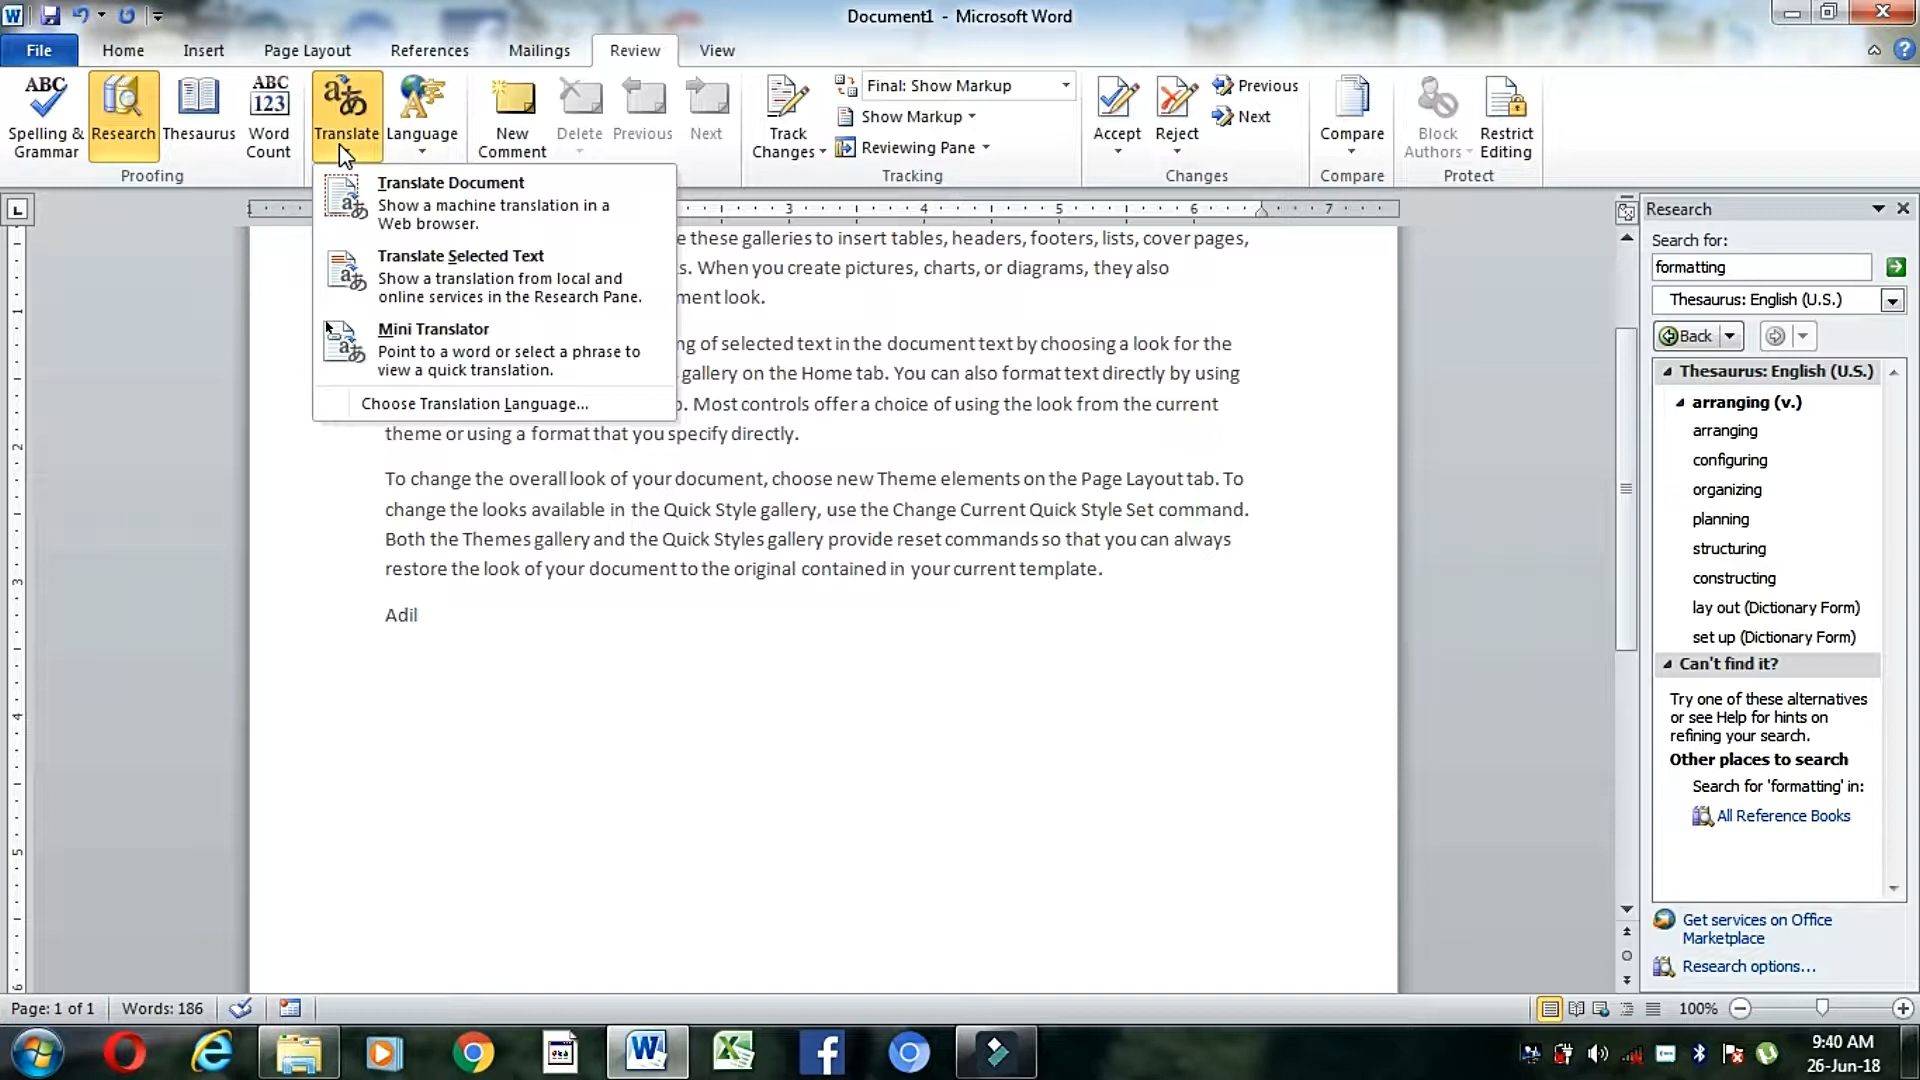 Document1 - Microsoft Word
File Home Insert Page Layout References Mailings Review View
Spelling & Grammar
Research
Thesaurus
Word Count
Translate
Language
New Comment
Delete
Previous
Next
Track Changes
Final: Show Markup
Show Markup
Reviewing Pane
Accept
Reject
Previous
Next
Compare
Block Authors
Restrict Editing
Proofing
Tracking
Changes
Compare
Protect
Translate Document
Show a machine translation in a
Web browser.
Translate Selected Text
Show a translation from local and
online services in the Research Pane.
Mini Translator
Point to a word or select a phrase to
view a quick translation.
Choose Translation Language...
1 3 4 5 6 7
e these galleries to insert tables, headers, footers, lists, cover pages,
s. When you create pictures, charts, or diagrams, they also
ment look.
ng of selected text in the document text by choosing a look for the
gallery on the Home tab. You can also format text directly by using
. Most controls offer a choice of using the look from the current
theme or using a format that you specify directly.
To change the overall look of your document, choose new Theme elements on the Page Layout tab. To
change the looks available in the Quick Style gallery, use the Change Current Quick Style Set command.
Both the Themes gallery and the Quick Styles gallery provide reset commands so that you can always
restore the look of your document to the original contained in your current template.
Adil
Research
Search for:
formatting
Thesaurus: English (U.S.)
Back
Thesaurus: English (U.S.)
arranging (v.)
arranging
configuring
organizing
planning
structuring
constructing
lay out (Dictionary Form)
set up (Dictionary Form)
Can't find it?
Try one of these alternatives
or see Help for hints on
refining your search.
Other places to search
Search for 'formatting' in:
All Reference Books
Get services on Office
Marketplace
Research options...
Page: 1 of 1 Words: 186 100%
9:40 AM
26-Jun-18